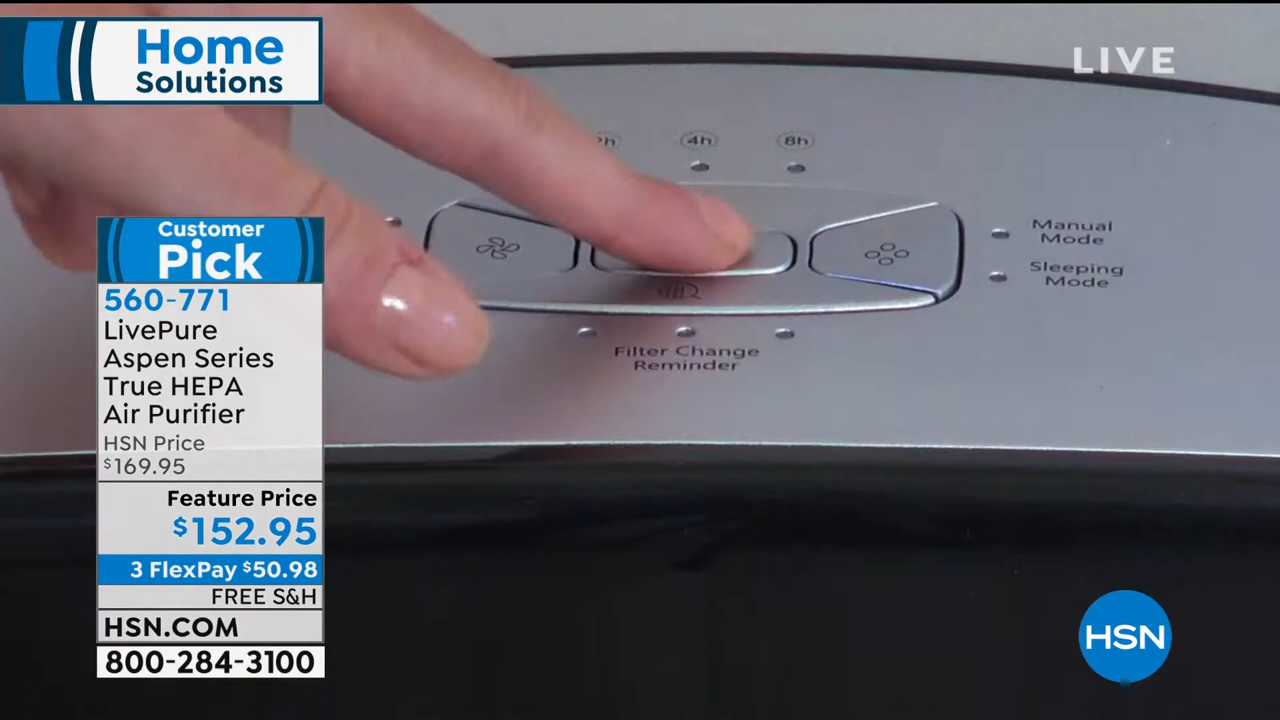 Home
Solutions
LIVE
4h
8h
Manual
Mode
Sleeping
Mode
Filter Change
Reminder
Customer
Pick
560-771
LivePure
Aspen Series
True HEPA
Air Purifier
HSN Price
$169.95
Feature Price
$152.95
3 FlexPay $50.98
FREE S&H
HSN.COM
800-284-3100
HSN